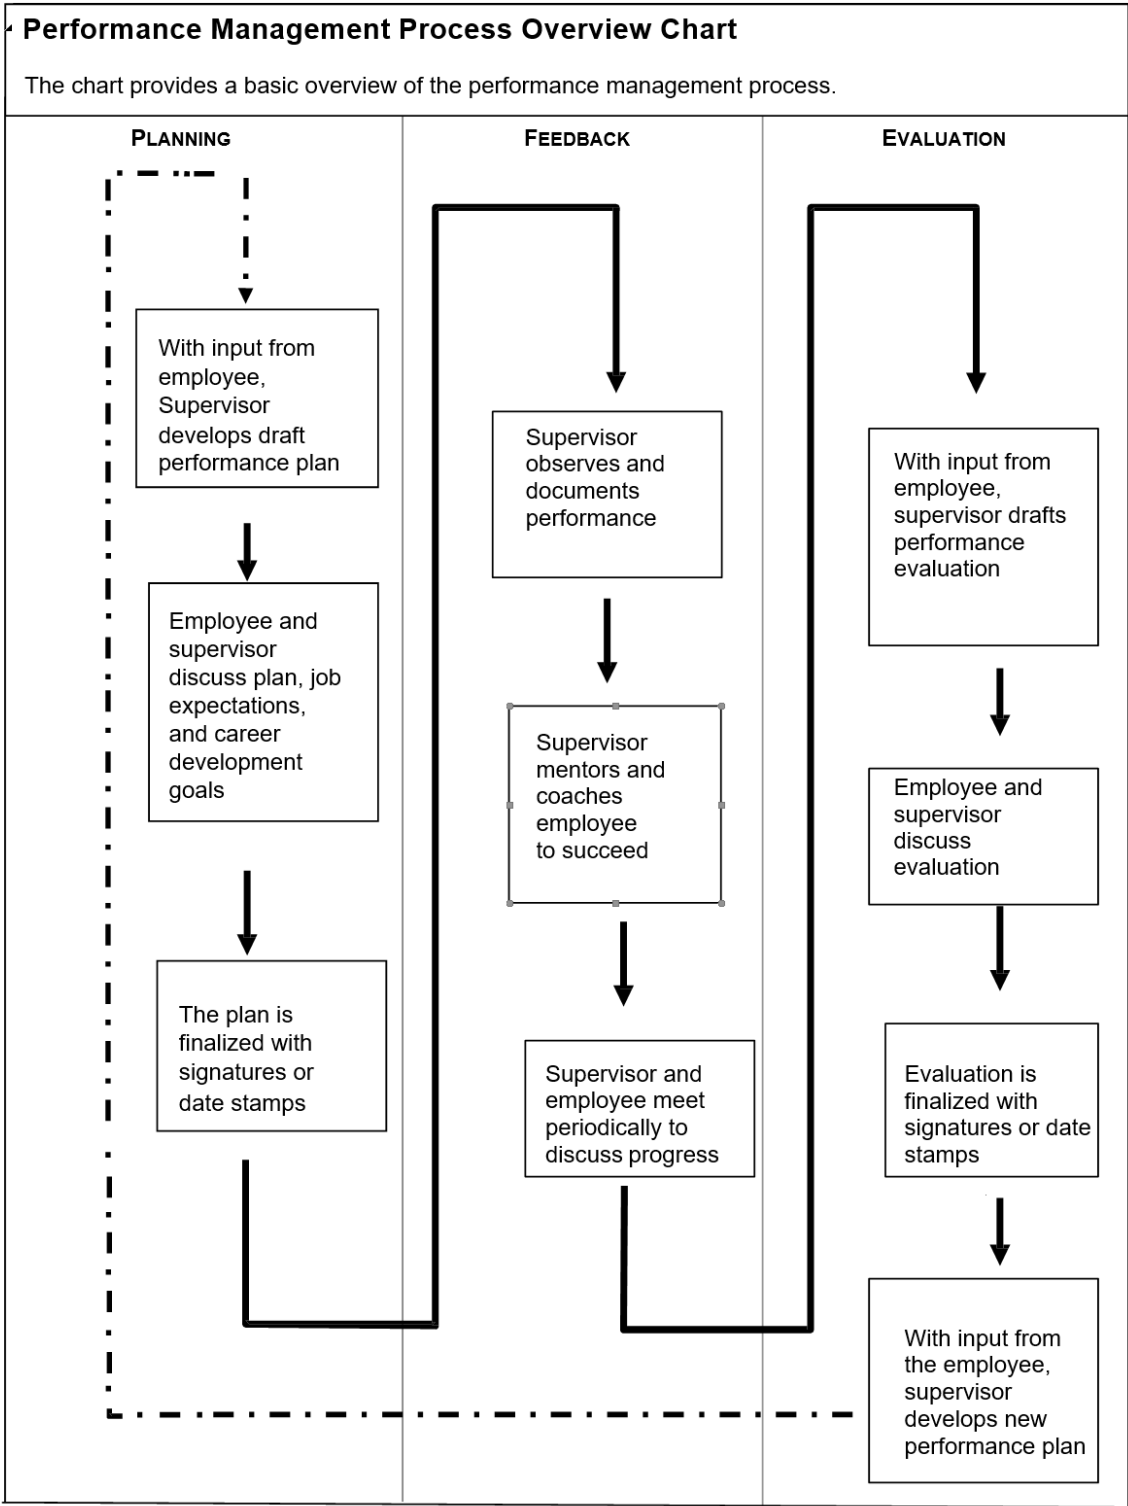 Performance Management Process Overview Chart
The chart provides a basic overview of the performance management process.
PLANNING
With input from
employee,
Supervisor
develops draft
performance plan
Employee and
supervisor
discuss plan, job
expectations,
and career
development
goals
The plan is
finalized with
signatures or
date stamps
FEEDBACK
Supervisor
observes and
documents
performance
Supervisor
mentors and
coaches
employee
to succeed
Supervisor and
employee meet
periodically to
discuss progress
EVALUATION
With input from
employee,
supervisor drafts
performance
evaluation
Employee and
supervisor
discuss
evaluation
Evaluation is
finalized with
signatures or date
stamps
With input from
the employee,
supervisor
develops new
performance plan